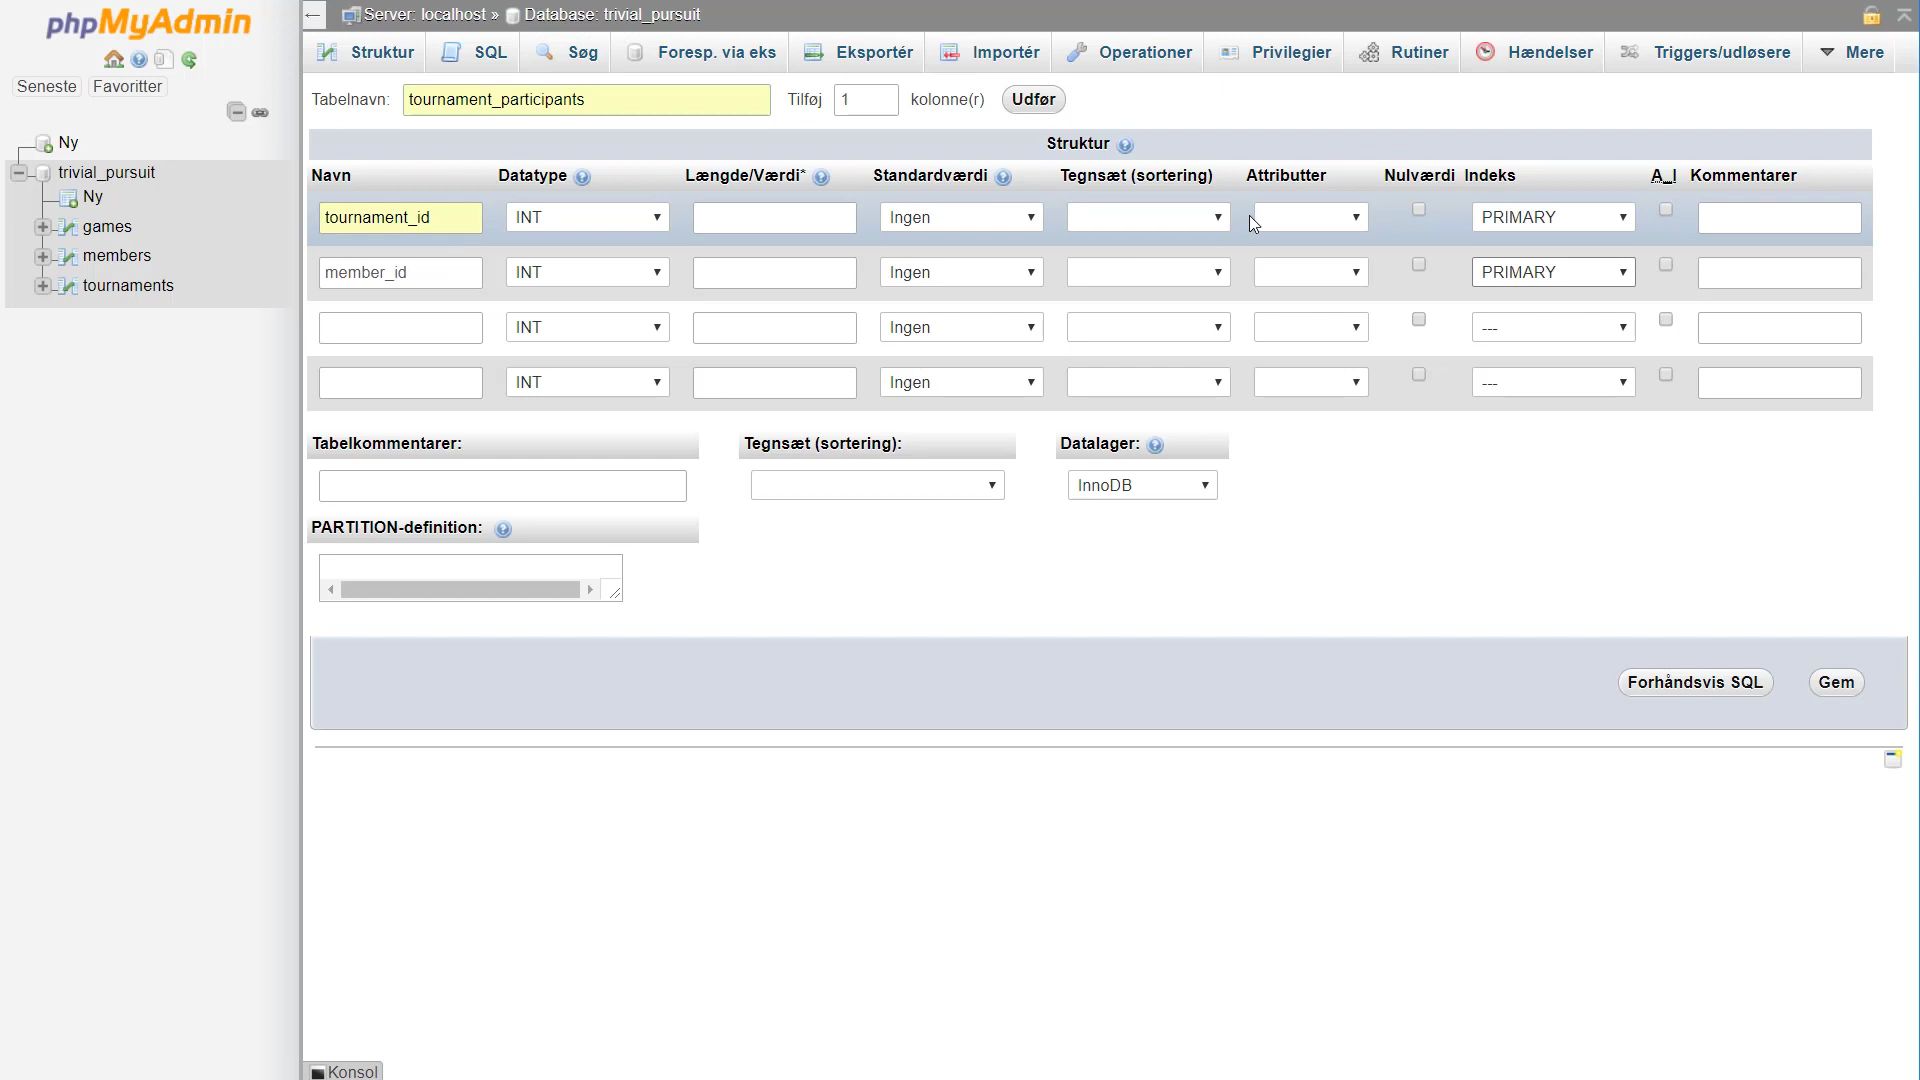 phpMyAdmin
Seneste Favoritter
Ny
trivial_pursuit
Ny
games
members
tournaments
Server: localhost » Database: trivial_pursuit
Struktur SQL Søg Foresp. via eks Eksportér Importér Operationer Privilegier Rutiner Hændelser Triggers/udløsere Mere
Tabelnavn: tournament_participants Tilføj 1 kolonne(r) Udfør
Struktur
Navn Datatype Længde/Værdi* Standardværdi Tegnsæt (sortering) Attributter Nulværdi Indeks A_I Kommentarer
tournament_id INT Ingen PRIMARY
member_id INT Ingen PRIMARY
INT Ingen ---
INT Ingen ---
Tabelkommentarer: Tegnsæt (sortering): Datalager:
InnoDB
PARTITION-definition:
Forhåndsvis SQL Gem
Konsol